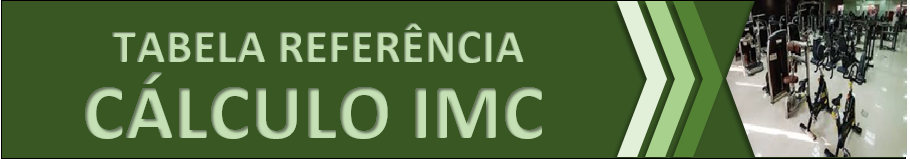 TABELA REFERÊNCIA
CÁLCULO IMC